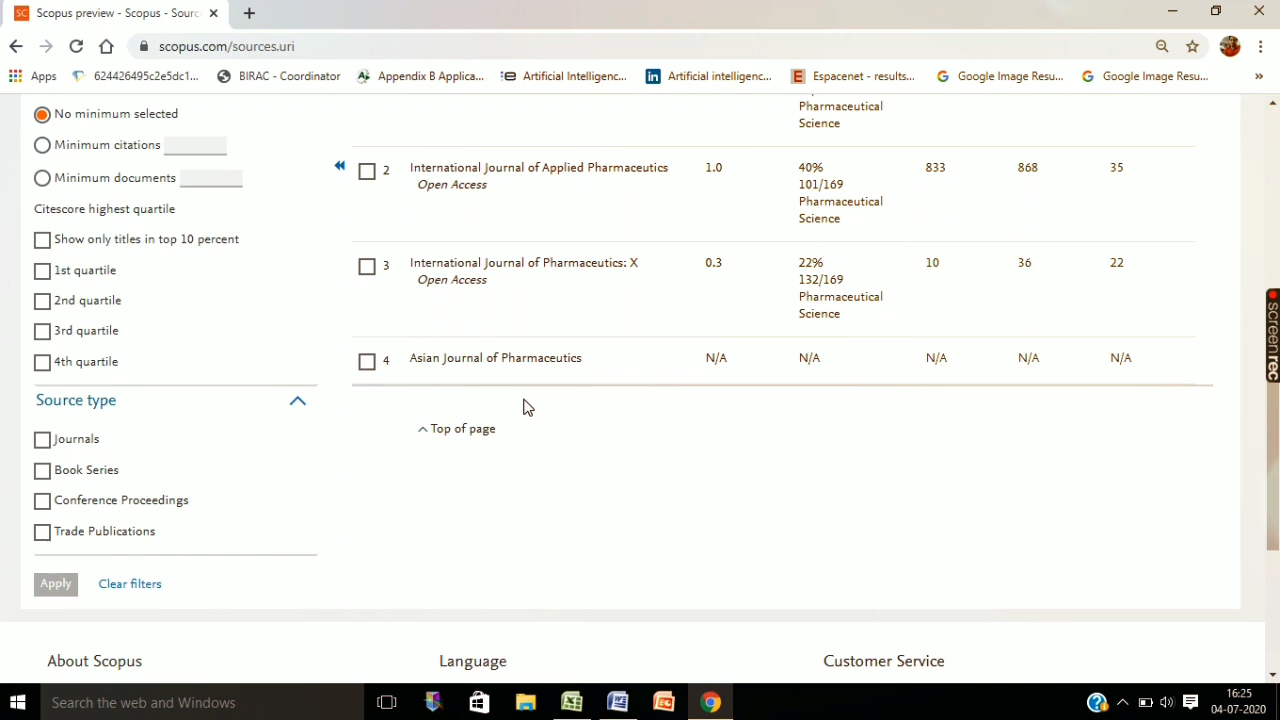 Scopus preview - Scopus - Sourc
scopus.com/sources.uri
Apps
624426495c2e5dc1...
BIRAC - Coordinator
Appendix B Applica...
Artificial Intelligenc...
Artificial intelligenc...
Espacenet - results...
Google Image Resu...
Google Image Resu...
»
No minimum selected
Minimum citations
Minimum documents
Citescore highest quartile
Show only titles in top 10 percent
1st quartile
2nd quartile
3rd quartile
4th quartile
Source type
Journals
Book Series
Conference Proceedings
Trade Publications
Apply
Clear filters
Pharmaceutical
Science
2 International Journal of Applied Pharmaceutics 1.0 40% 833 868 35
Open Access 101/169
Pharmaceutical
Science
3 International Journal of Pharmaceutics: X 0.3 22% 10 36 22
Open Access 132/169
Pharmaceutical
Science
4 Asian Journal of Pharmaceutics N/A N/A N/A N/A N/A
Top of page
About Scopus
Language
Customer Service
screenrec
Search the web and Windows
16:25
04-07-2020